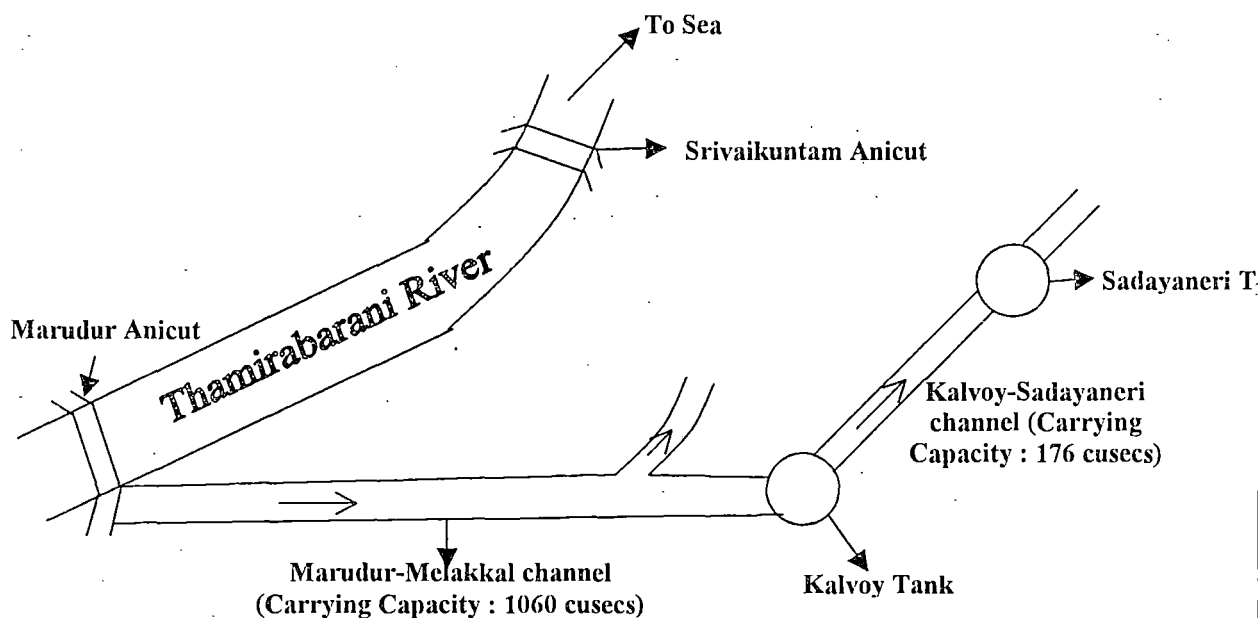 To Sea
Srivaikuntam Anicut
Sadayaneri T
Marudur Anicut
Thamirabarani River
Kalvoy-Sadayaneri
channel (Carrying
Capacity : 176 cusecs)
Marudur-Melakkal channel
(Carrying Capacity : 1060 cusecs)
Kalvoy Tank